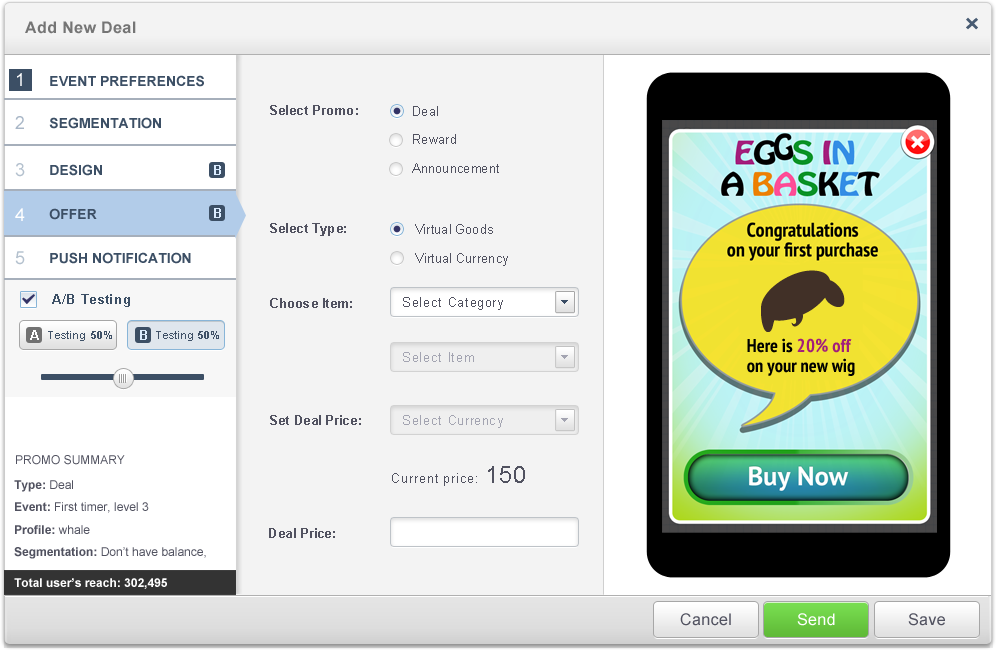 Add New Deal
1 EVENT PREFERENCES
2 SEGMENTATION
3 DESIGN B
4 OFFER B
5 PUSH NOTIFICATION
A/B Testing
A Testing 50%
B Testing 50%
PROMO SUMMARY
Type: Deal
Event: First timer, level 3
Profile: whale
Segmentation: Don't have balance,
Total user's reach: 302,495
Select Promo:
Deal
Reward
Announcement
Select Type:
Virtual Goods
Virtual Currency
Choose Item:
Select Category
Select Item
Set Deal Price:
Select Currency
Current price: 150
Deal Price:
EGGS IN
A BASKET
Congratulations
on your first purchase
Here is 20% off
on your new wig
Buy Now
Cancel
Send
Save